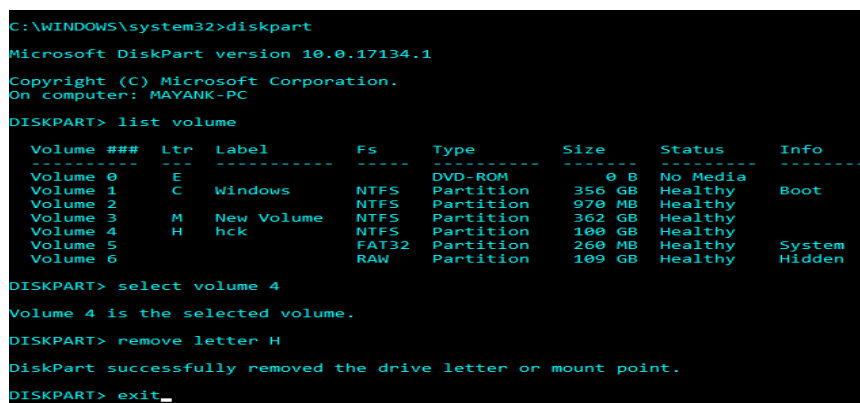 C:\WINDOWS\system32>diskpart
Microsoft DiskPart version 10.0.17134.1
Copyright (C) Microsoft Corporation.
On computer: MAYANK-PC
DISKPART> list volume
Volume ### Ltr Label Fs Type Size Status Info
---------- --- ----------- ----- ---------- ------- --------- --------
Volume 0 E DVD-ROM 0 B No Media
Volume 1 C Windows NTFS Partition 356 GB Healthy Boot
Volume 2 NTFS Partition 970 MB Healthy
Volume 3 M New Volume NTFS Partition 362 GB Healthy
Volume 4 H hck NTFS Partition 100 GB Healthy
Volume 5 FAT32 Partition 260 MB Healthy System
Volume 6 RAW Partition 109 GB Healthy Hidden
DISKPART> select volume 4
Volume 4 is the selected volume.
DISKPART> remove letter H
DiskPart successfully removed the drive letter or mount point.
DISKPART> exit